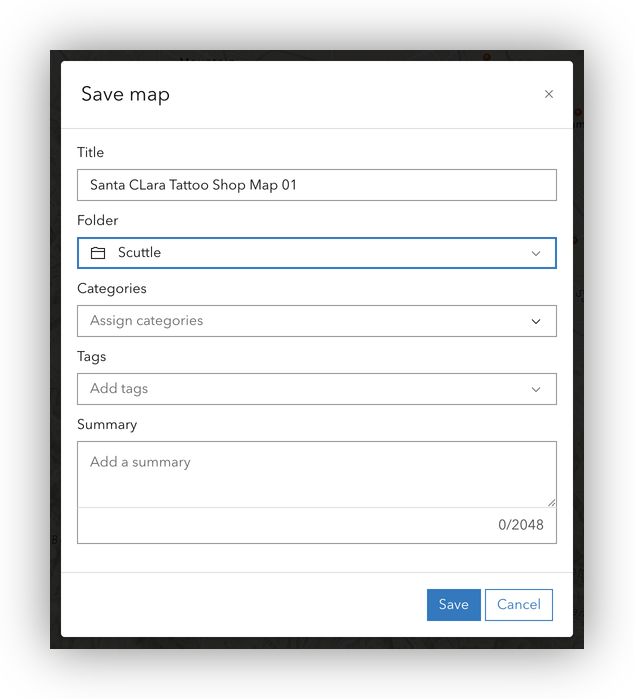 Save map
Title
Santa CLara Tattoo Shop Map 01
Folder
Scuttle
Categories
Assign categories
Tags
Add tags
Summary
Add a summary
0/2048
Save Cancel